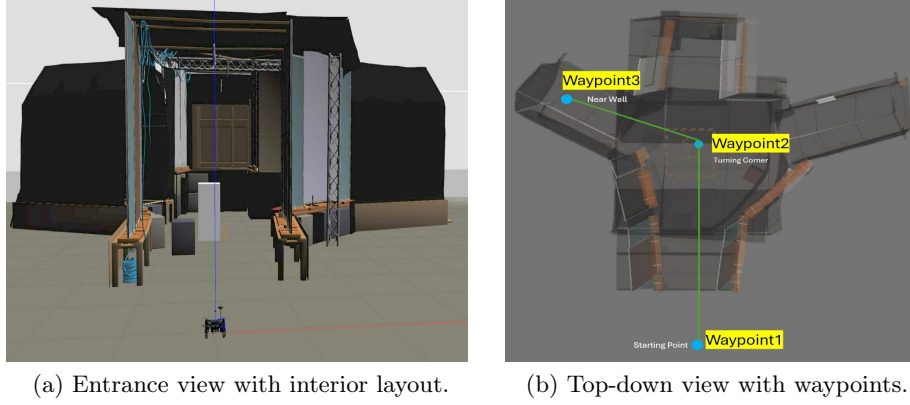 Waypoint3
Near Wall
Waypoint2
Turning Corner
Starting Point
Waypoint1
(a) Entrance view with interior layout.
(b) Top-down view with waypoints.